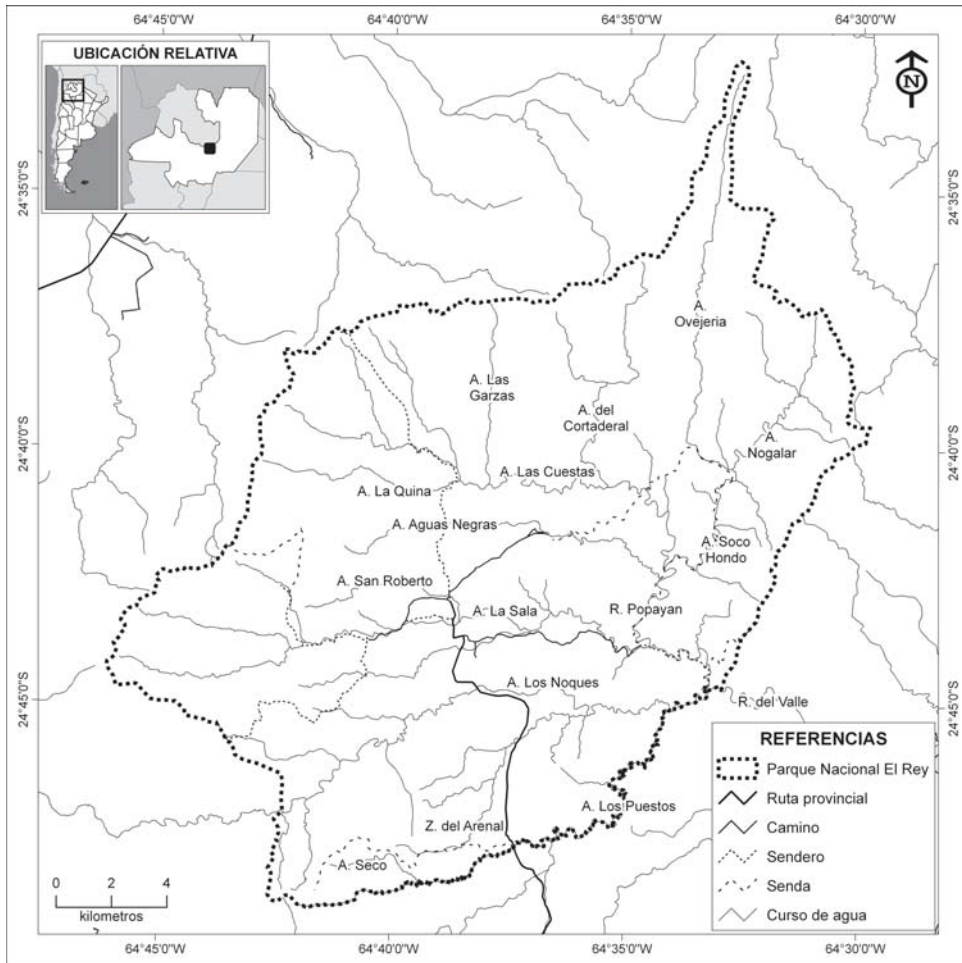 64°45'0"W
64°40'0"W
64°35'0"W
64°30'0"W
UBICACIÓN RELATIVA
N
24°35'0"S
24°35'0"S
A.
Ovejeria
A. Las
Garzas
A. del
Cortaderal
A.
Nogalar
24°40'0"S
24°40'0"S
A. Las Cuestas
A. La Quina
A. Aguas Negras
A. Soco
Hondo
A. San Roberto
A. La Sala
R. Popayan
A. Los Noques
R. del Valle
24°45'0"S
24°45'0"S
A. Los Puestos
Z. del Arenal
A. Seco
0 2 4
kilometros
REFERENCIAS
Parque Nacional El Rey
Ruta provincial
Camino
Sendero
Senda
Curso de agua
64°45'0"W
64°40'0"W
64°35'0"W
64°30'0"W